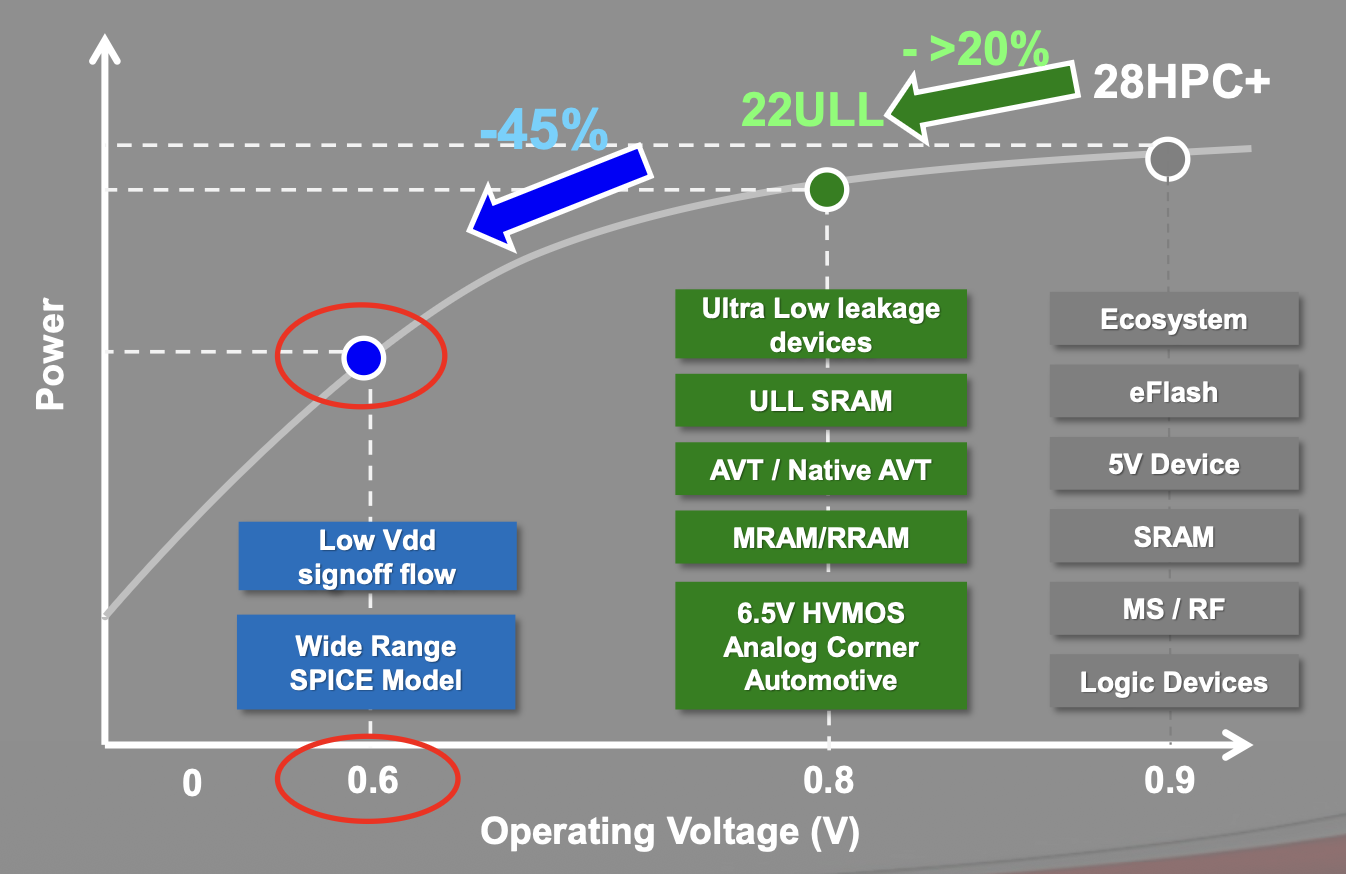 - >20%
28HPC+
22ULL
-45%
Power
Ultra Low leakage
devices
ULL SRAM
AVT / Native AVT
MRAM/RRAM
6.5V HVMOS
Analog Corner
Automotive
Ecosystem
eFlash
5V Device
SRAM
MS / RF
Logic Devices
Low Vdd
signoff flow
Wide Range
SPICE Model
0
0.6
0.8
0.9
Operating Voltage (V)